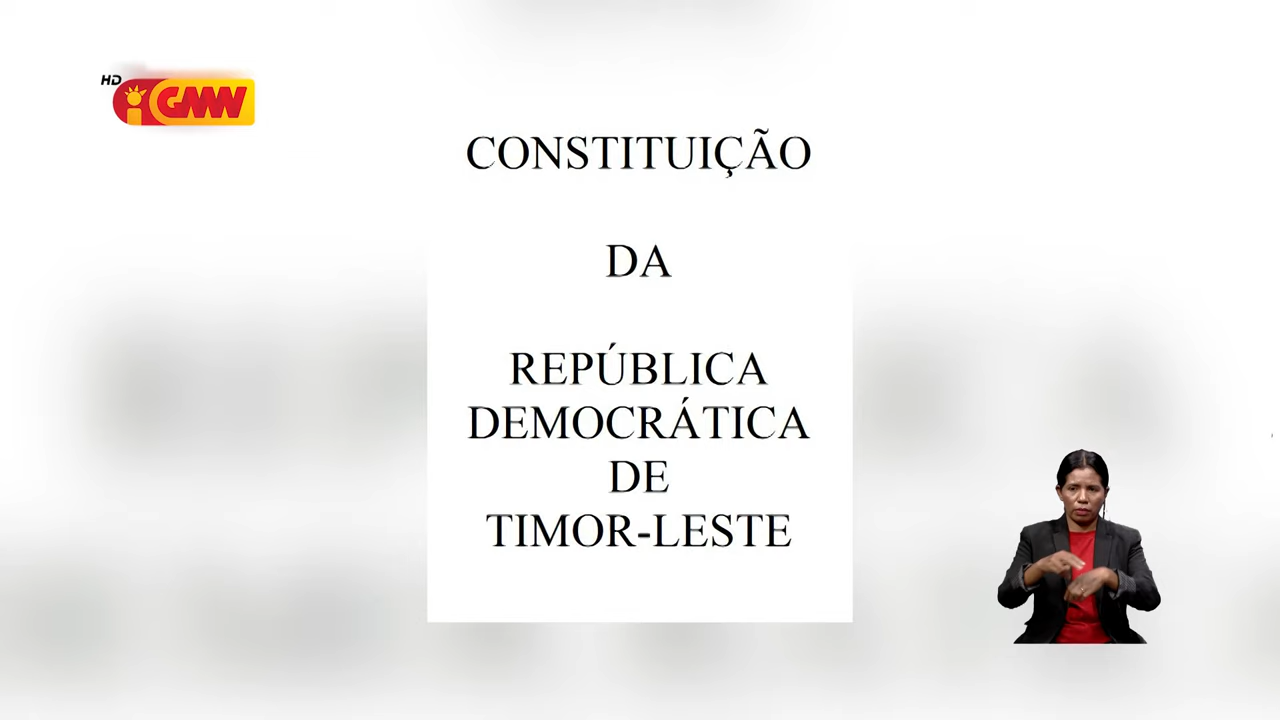 HD
GMN
CONSTITUIÇÃO
DA
REPÚBLICA
DEMOCRÁTICA
DE
TIMOR-LESTE